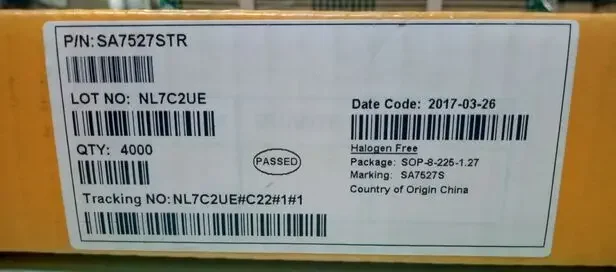 P/N: SA7527STR
LOT NO: NL7C2UE
Date Code: 2017-03-26
QTY: 4000
PASSED
Halogen Free
Package: SOP-8-225-1.27
Marking: SA7527S
Country of Origin China
Tracking NO: NL7C2UE#C22#1#1